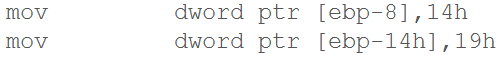 mov dword ptr [ebp-8],14h
mov dword ptr [ebp-14h],19h